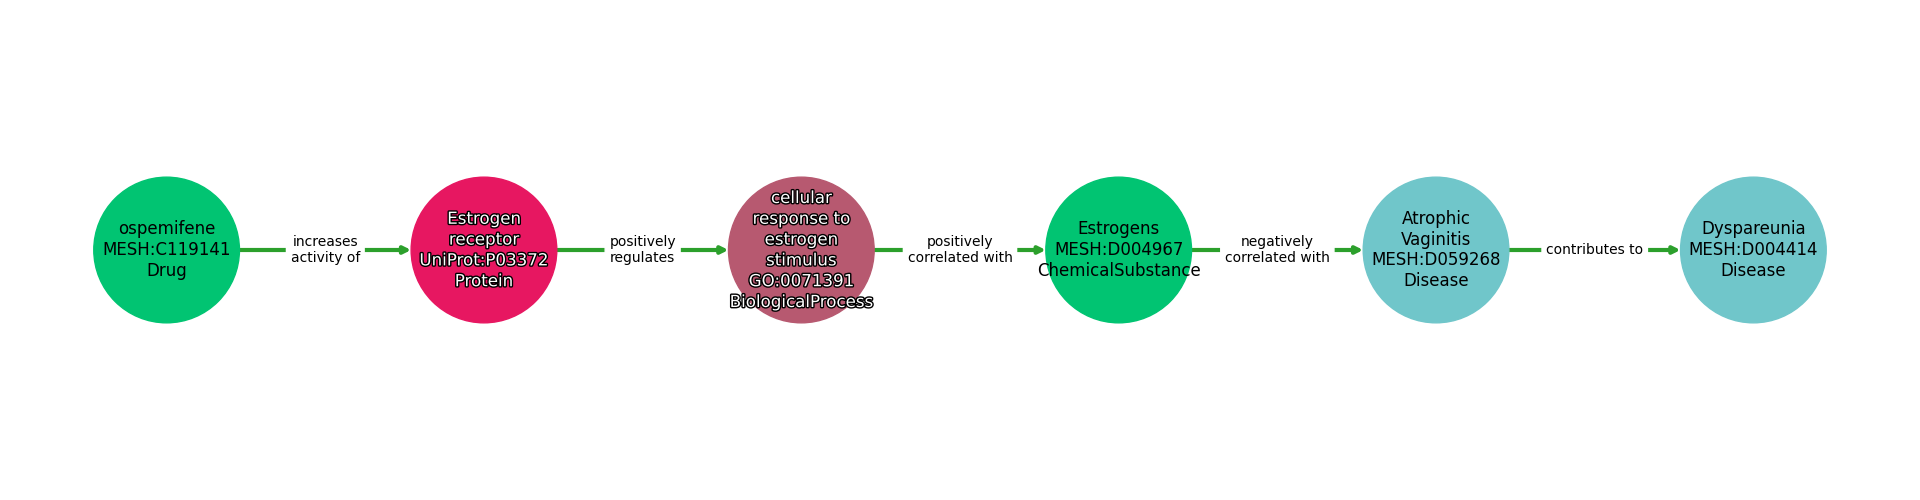 ospemifene
MESH:C119141
Drug
increases
activity of
Estrogen
receptor
UniProt:P03372
Protein
positively
regulates
cellular
response to
estrogen
stimulus
GO:0071391
BiologicalProcess
positively
correlated with
Estrogens
MESH:D004967
ChemicalSubstance
negatively
correlated with
Atrophic
Vaginitis
MESH:D059268
Disease
contributes to
Dyspareunia
MESH:D004414
Disease